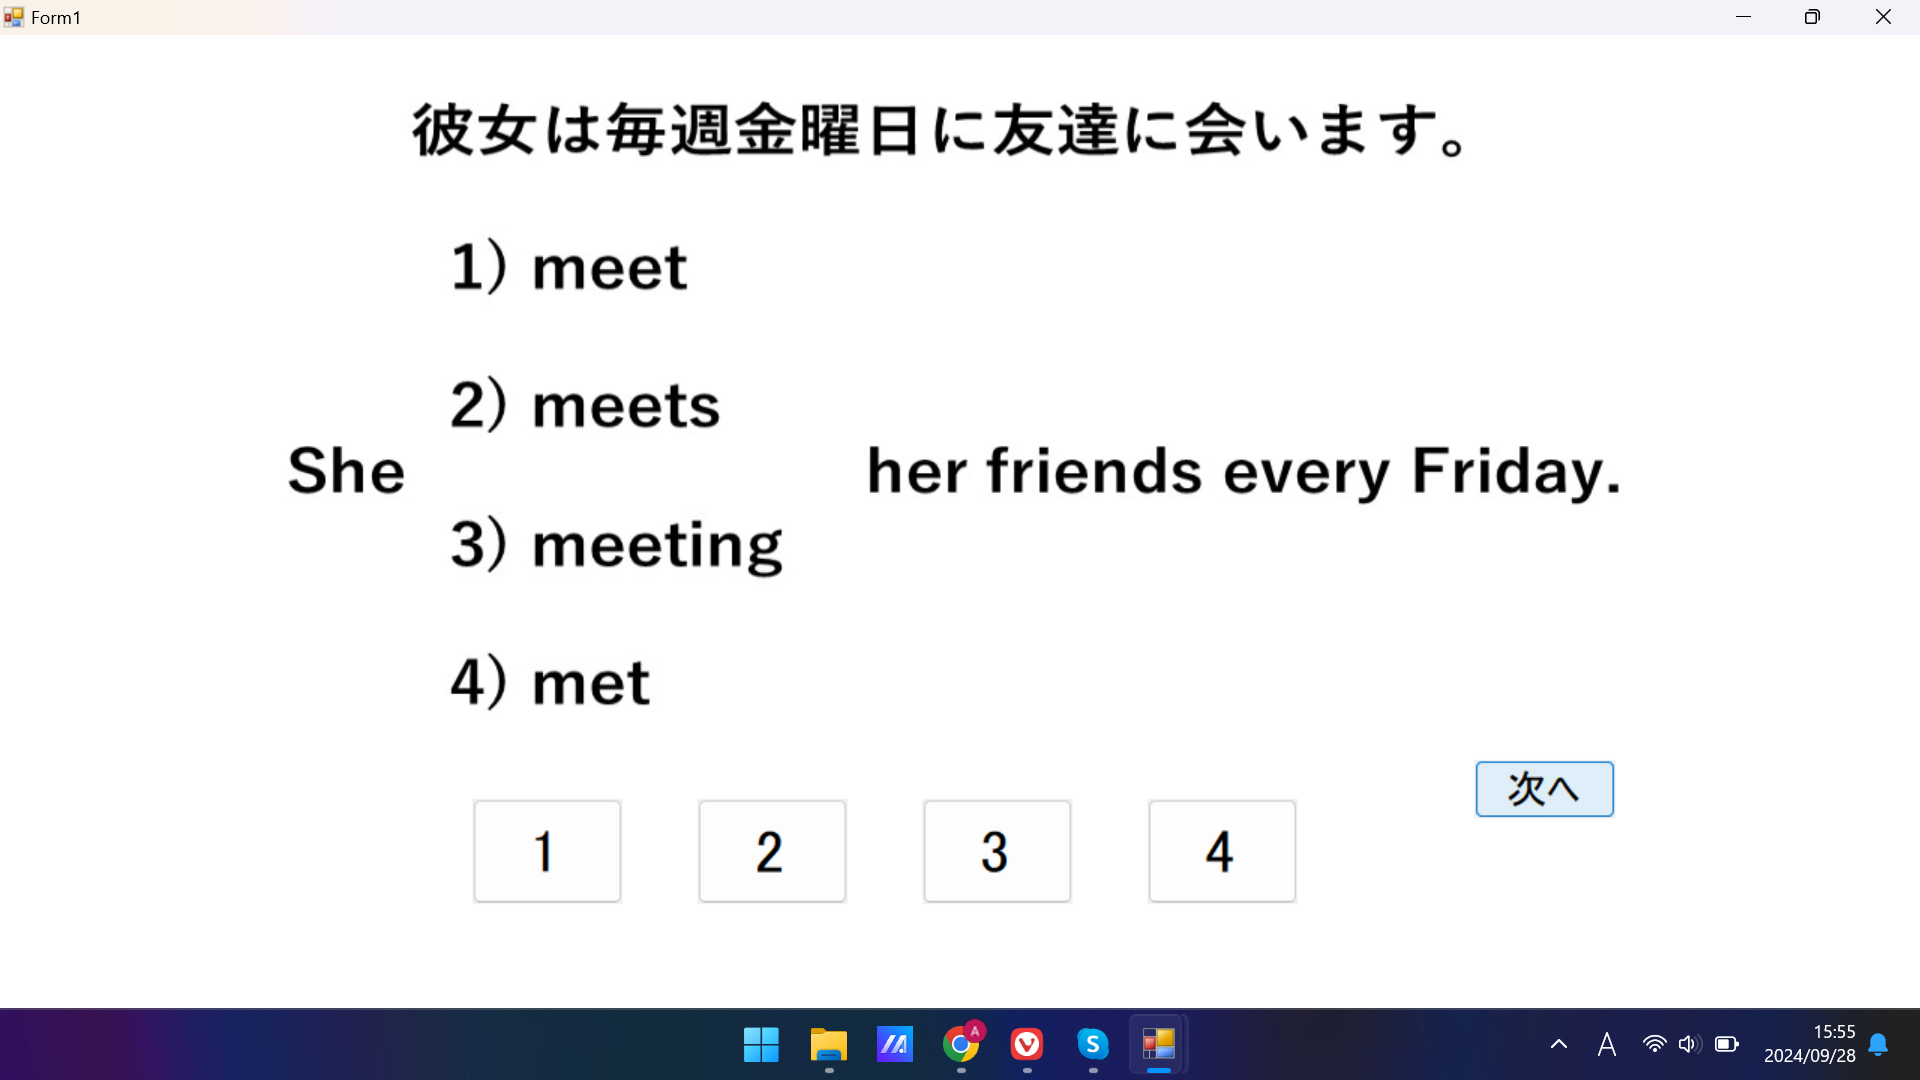 Form1
彼女は毎週金曜日に友達に会います。
1) meet
2) meets
She her friends every Friday.
3) meeting
4) met
次へ
1 2 3 4
A
S
A
15:55
2024/09/28